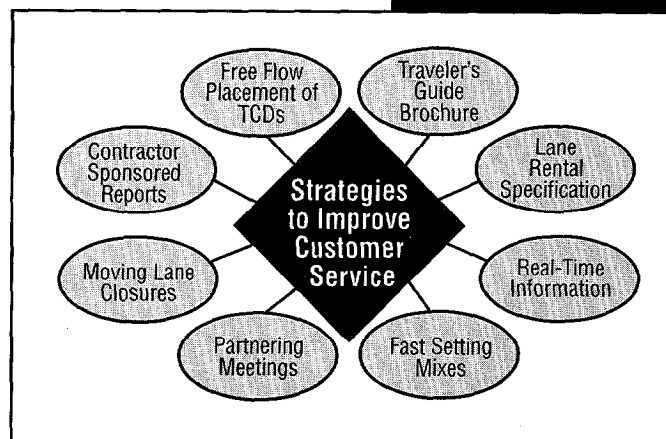 Free Flow
Placement of
TCDs
Traveler's
Guide
Brochure
Contractor
Sponsored
Reports
Lane
Rental
Specification
Strategies
to Improve
Customer
Service
Moving Lane
Closures
Real-Time
Information
Partnering
Meetings
Fast Setting
Mixes